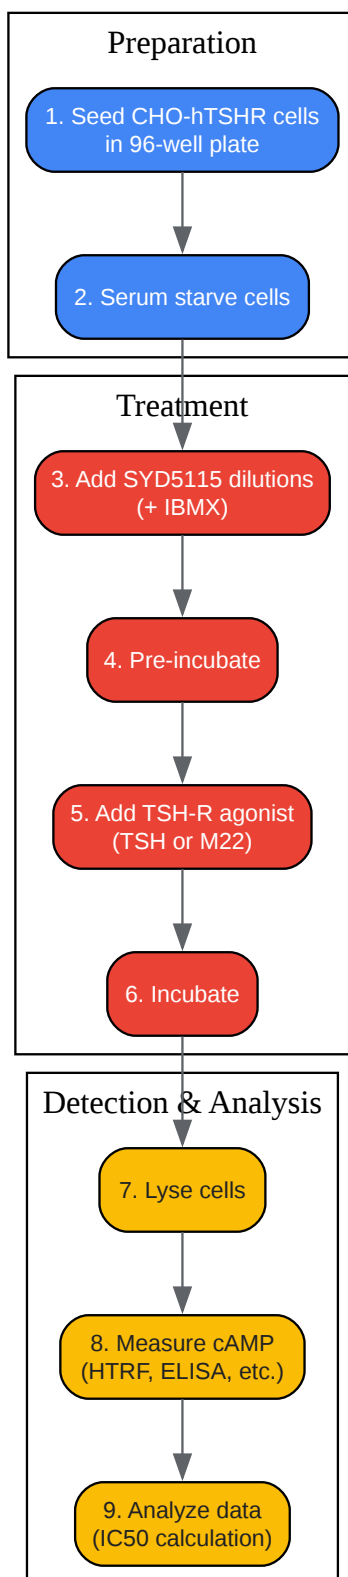 Preparation
1. Seed CHO-hTSHR cells
in 96-well plate
2. Serum starve cells
Treatment
3. Add SYD5115 dilutions
(+ IBMX)
4. Pre-incubate
5. Add TSH-R agonist
(TSH or M22)
6. Incubate
Detection & Analysis
7. Lyse cells
8. Measure cAMP
(HTRF, ELISA, etc.)
9. Analyze data
(IC50 calculation)